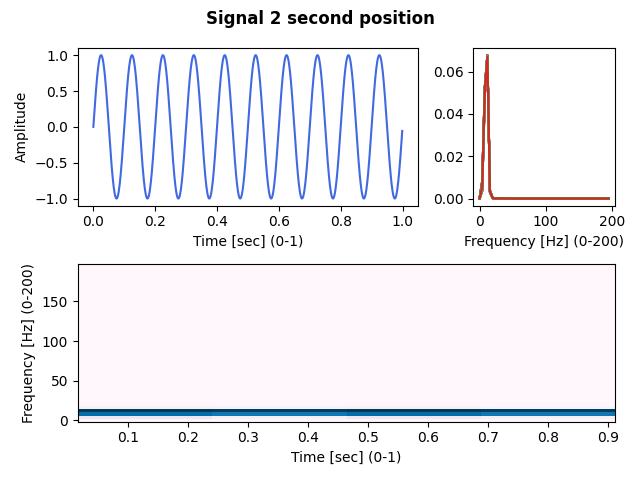 Signal 2 second position
Amplitude
1.0
0.5
0.0
−0.5
−1.0
0.0 0.2 0.4 0.6 0.8 1.0
Time [sec] (0-1)
0.06
0.04
0.02
0.00
0 100 200
Frequency [Hz] (0-200)
Frequency [Hz] (0-200)
150
100
50
0
0.1 0.2 0.3 0.4 0.5 0.6 0.7 0.8 0.9
Time [sec] (0-1)